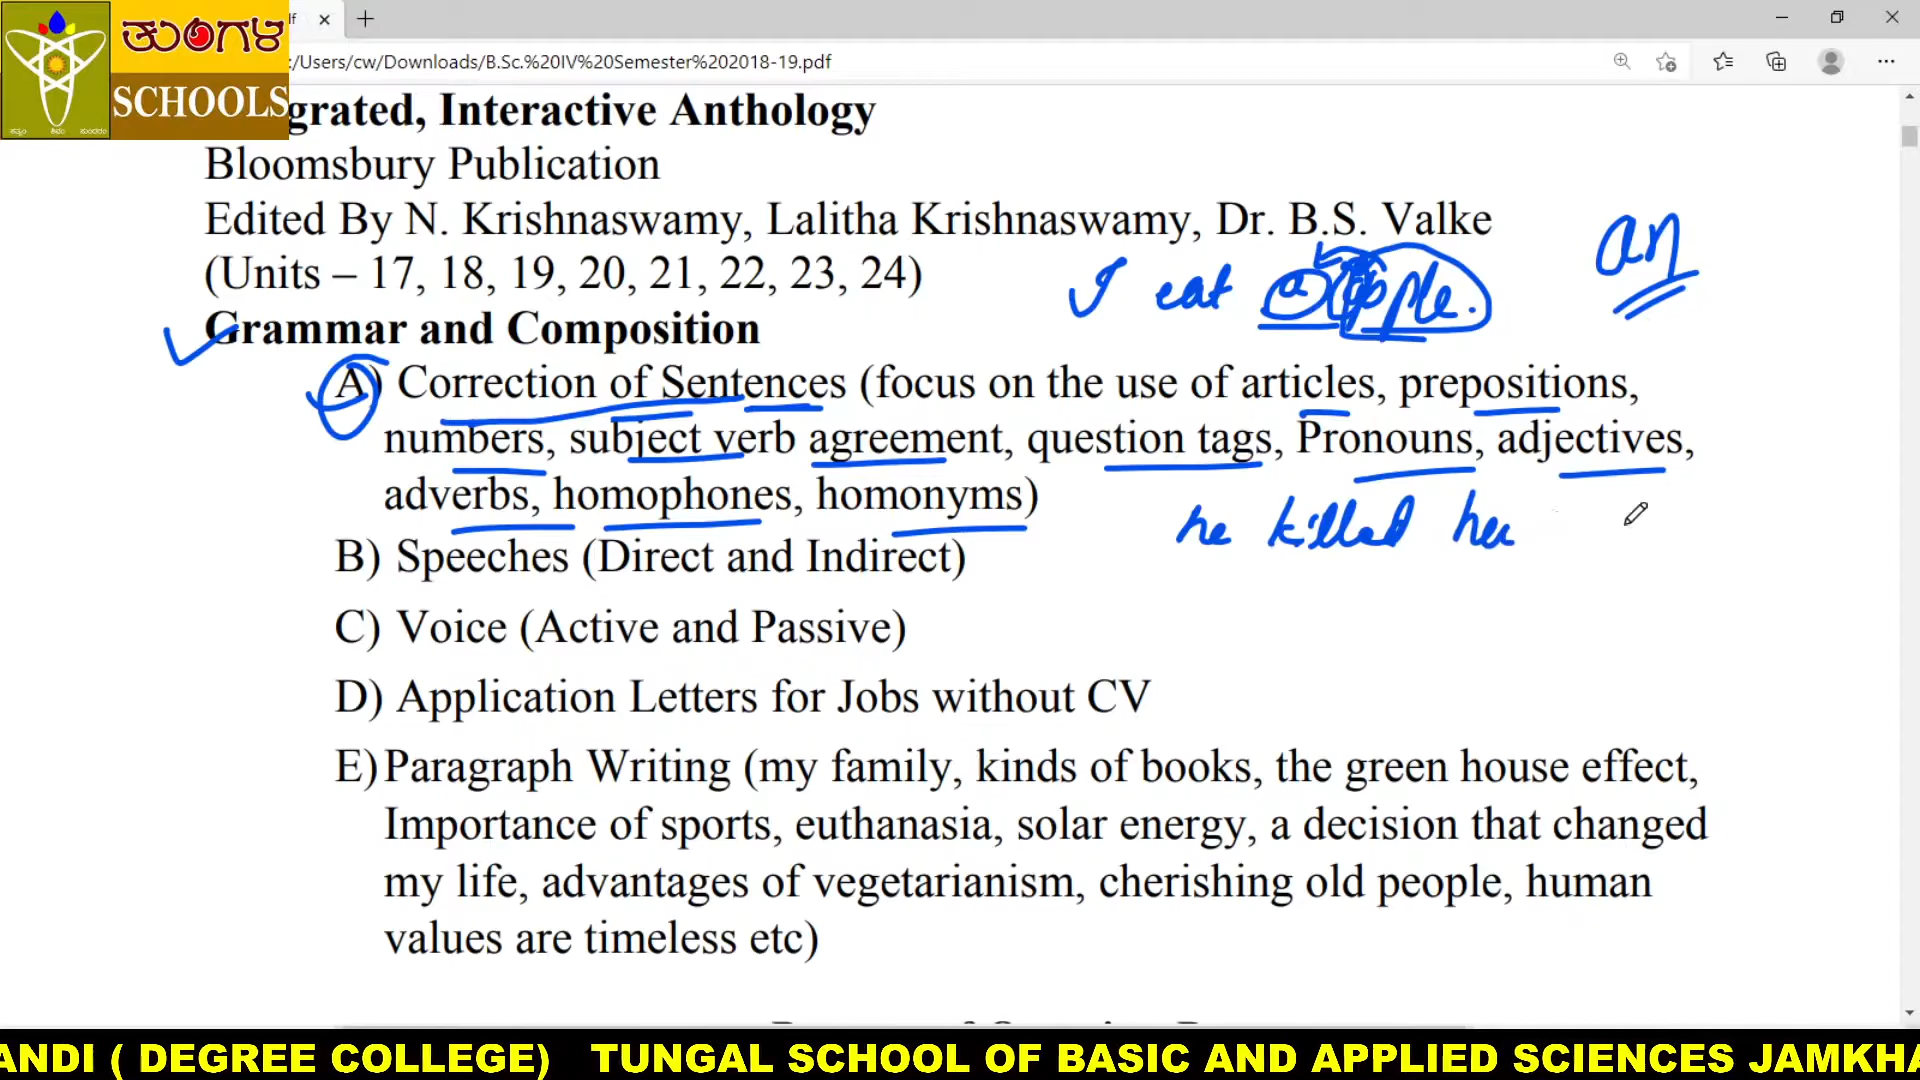 ತುಂಗಳ
SCHOOLS
ಸತ್ಯಂ ಶಿವಂ ಸುಂದರಂ
:/Users/cw/Downloads/B.Sc.%20IV%20Semester%202018-19.pdf
grated, Interactive Anthology
Bloomsbury Publication
Edited By N. Krishnaswamy, Lalitha Krishnaswamy, Dr. B.S. Valke
an
(Units – 17, 18, 19, 20, 21, 22, 23, 24)
I eat a apple.
Grammar and Composition
A) Correction of Sentences (focus on the use of articles, prepositions,
numbers, subject verb agreement, question tags, Pronouns, adjectives,
adverbs, homophones, homonyms)
he killed her
B) Speeches (Direct and Indirect)
C) Voice (Active and Passive)
D) Application Letters for Jobs without CV
E) Paragraph Writing (my family, kinds of books, the green house effect,
Importance of sports, euthanasia, solar energy, a decision that changed
my life, advantages of vegetarianism, cherishing old people, human
values are timeless etc)
ANDI ( DEGREE COLLEGE) TUNGAL SCHOOL OF BASIC AND APPLIED SCIENCES JAMKHA